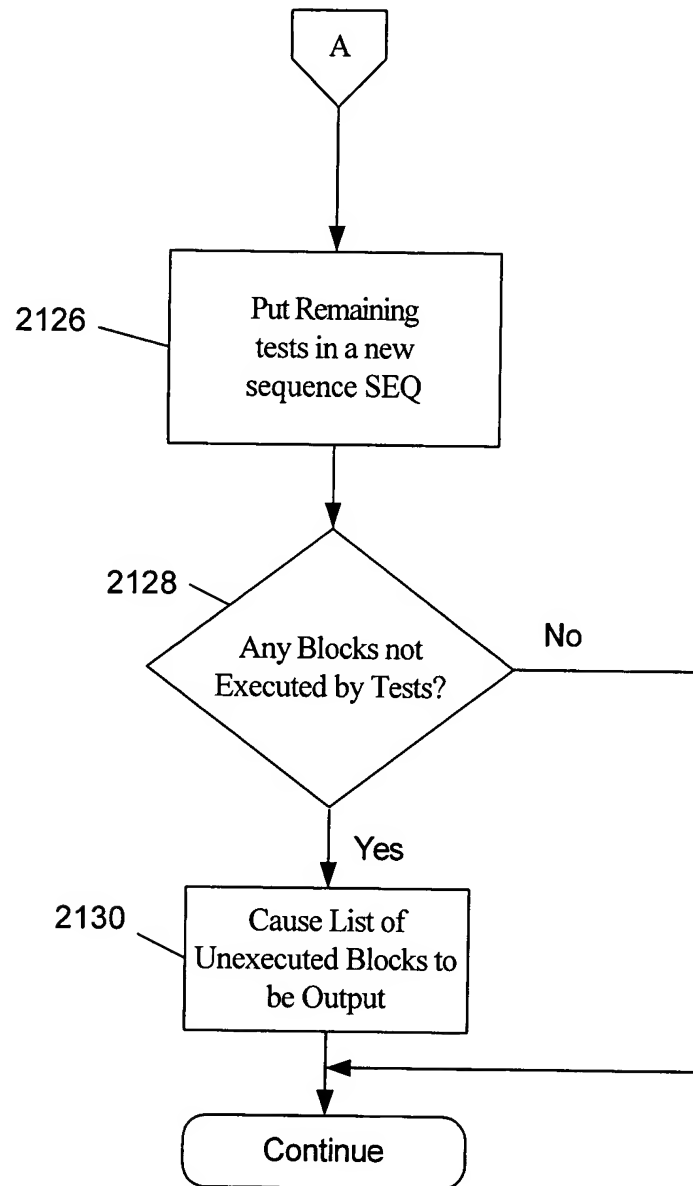 A
2126
Put Remaining
tests in a new
sequence SEQ
2128
Any Blocks not
Executed by Tests?
No
Yes
2130
Cause List of
Unexecuted Blocks to
be Output
Continue